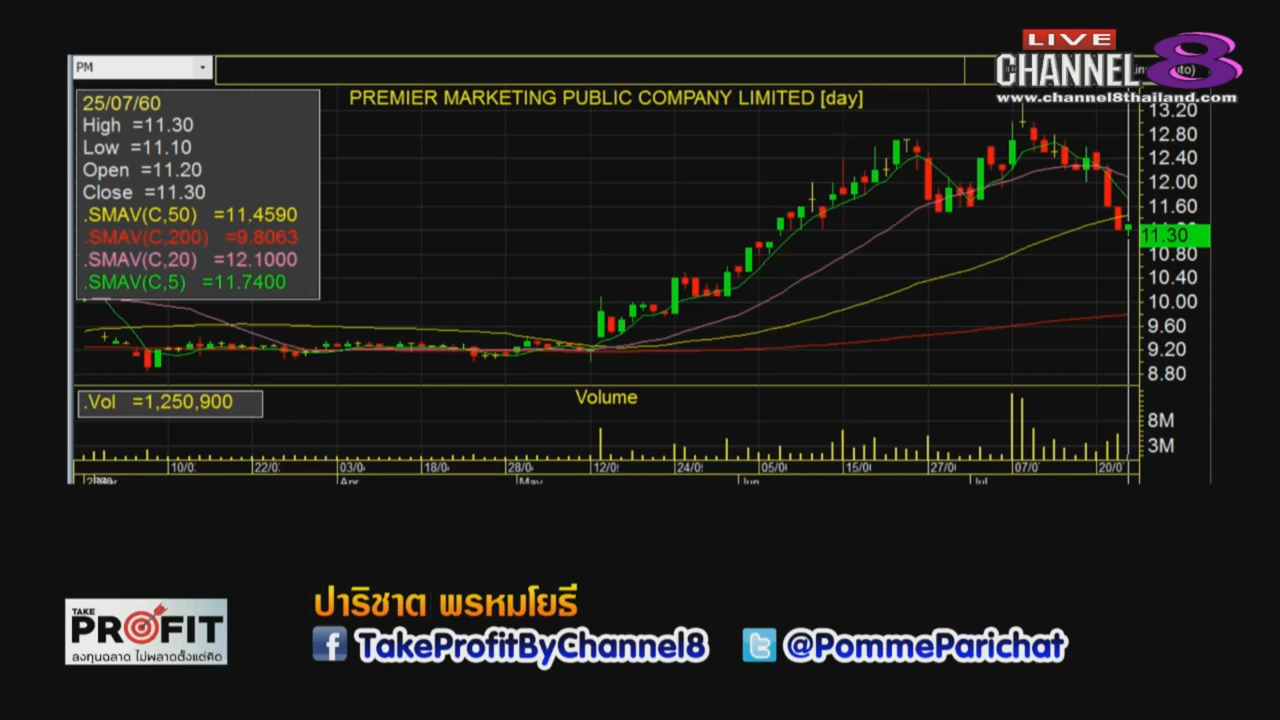 LIVE
CHANNEL 8
www.channel8thailand.com
PM
25/07/60
High =11.30
Low =11.10
Open =11.20
Close =11.30
.SMAV(C,50) =11.4590
.SMAV(C,200) =9.8063
.SMAV(C,20) =12.1000
.SMAV(C,5) =11.7400
PREMIER MARKETING PUBLIC COMPANY LIMITED [day]
13.20
12.80
12.40
12.00
11.60
11.30
10.80
10.40
10.00
9.60
9.20
8.80
.Vol =1,250,900
Volume
8M
3M
10/0 22/0 03/0 18/0 28/0 12/0 24/0 05/0 15/0 27/0 07/0 20/0
Apr May Jun Jul
TAKE
PROFIT
ลงทุนฉลาด ไม่พลาดตั้งแต่คิด
ปาริชาต พรหมโยธี
TakeProfitByChannel8 @PommeParichat